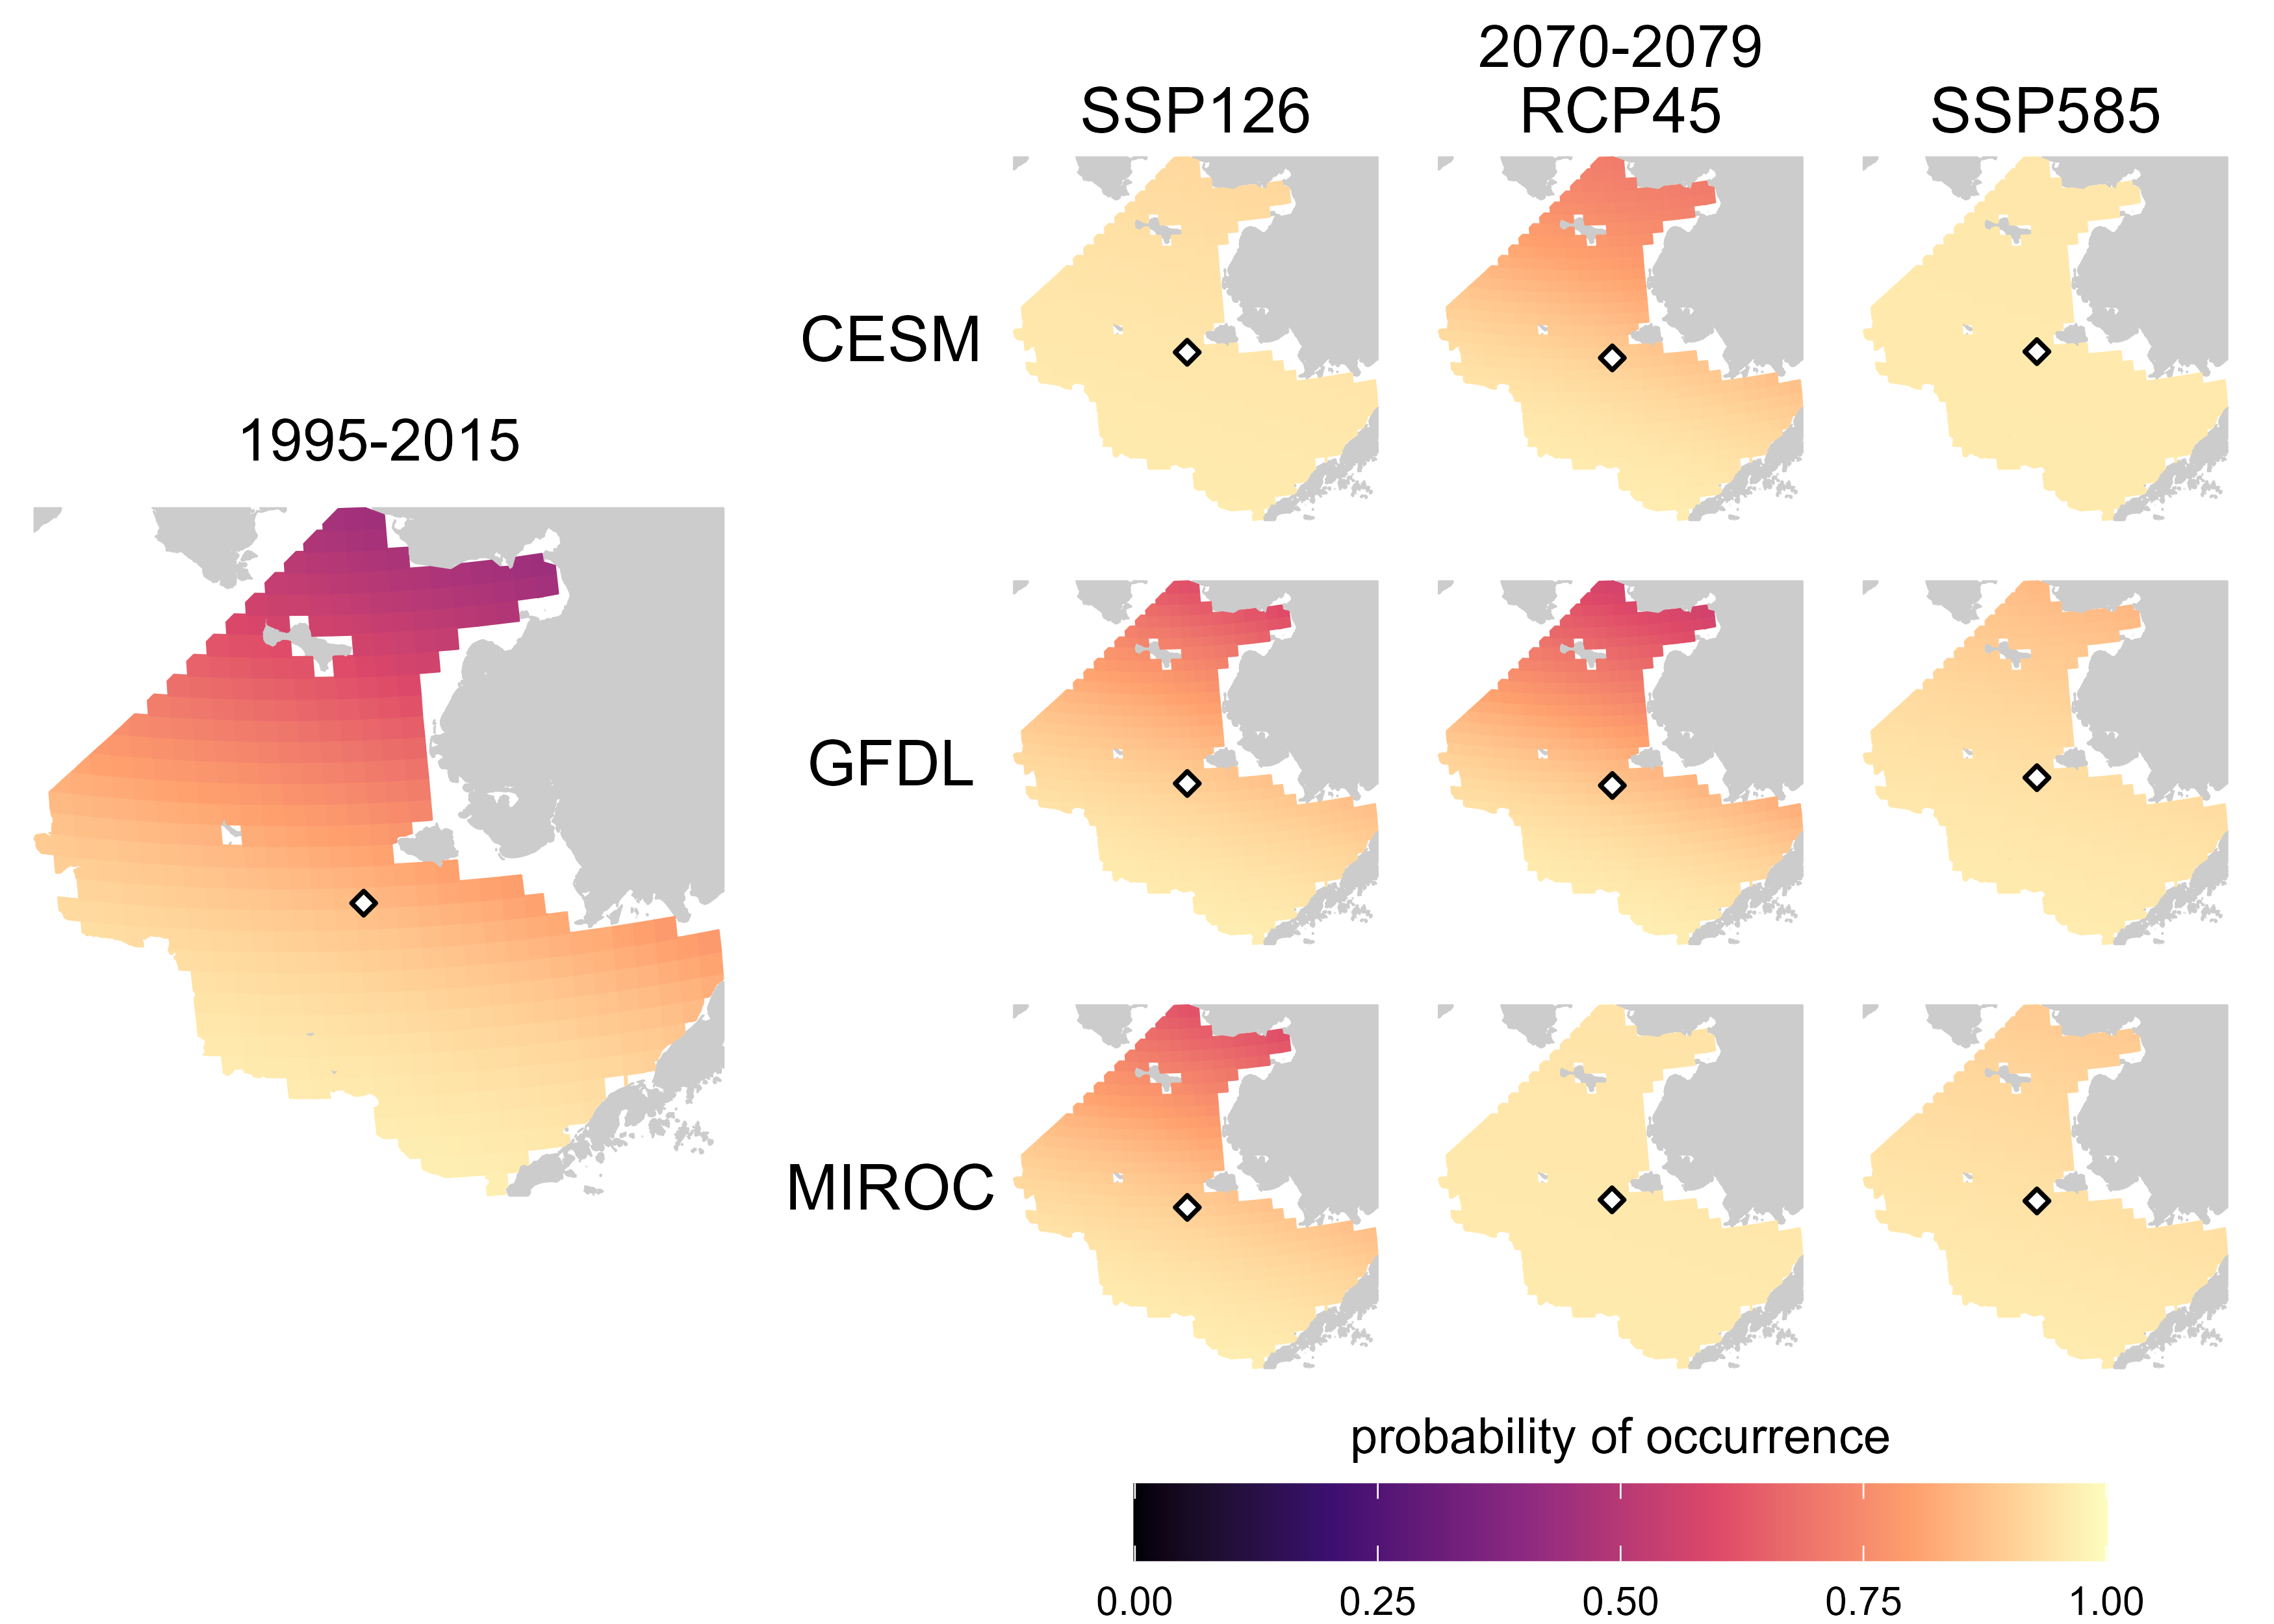 2070-2079
SSP126 RCP45 SSP585
CESM
1995-2015
GFDL
MIROC
probability of occurrence
0.00 0.25 0.50 0.75 1.00